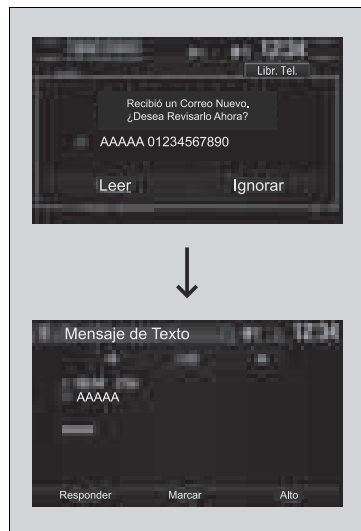 12:34
Libr. Tel.
Recibió un Correo Nuevo.
¿Desea Revisarlo Ahora?
AAAAA 01234567890
Leer
Ignorar
Mensaje de Texto
12:34
AAAAA
Responder
Marcar
Alto